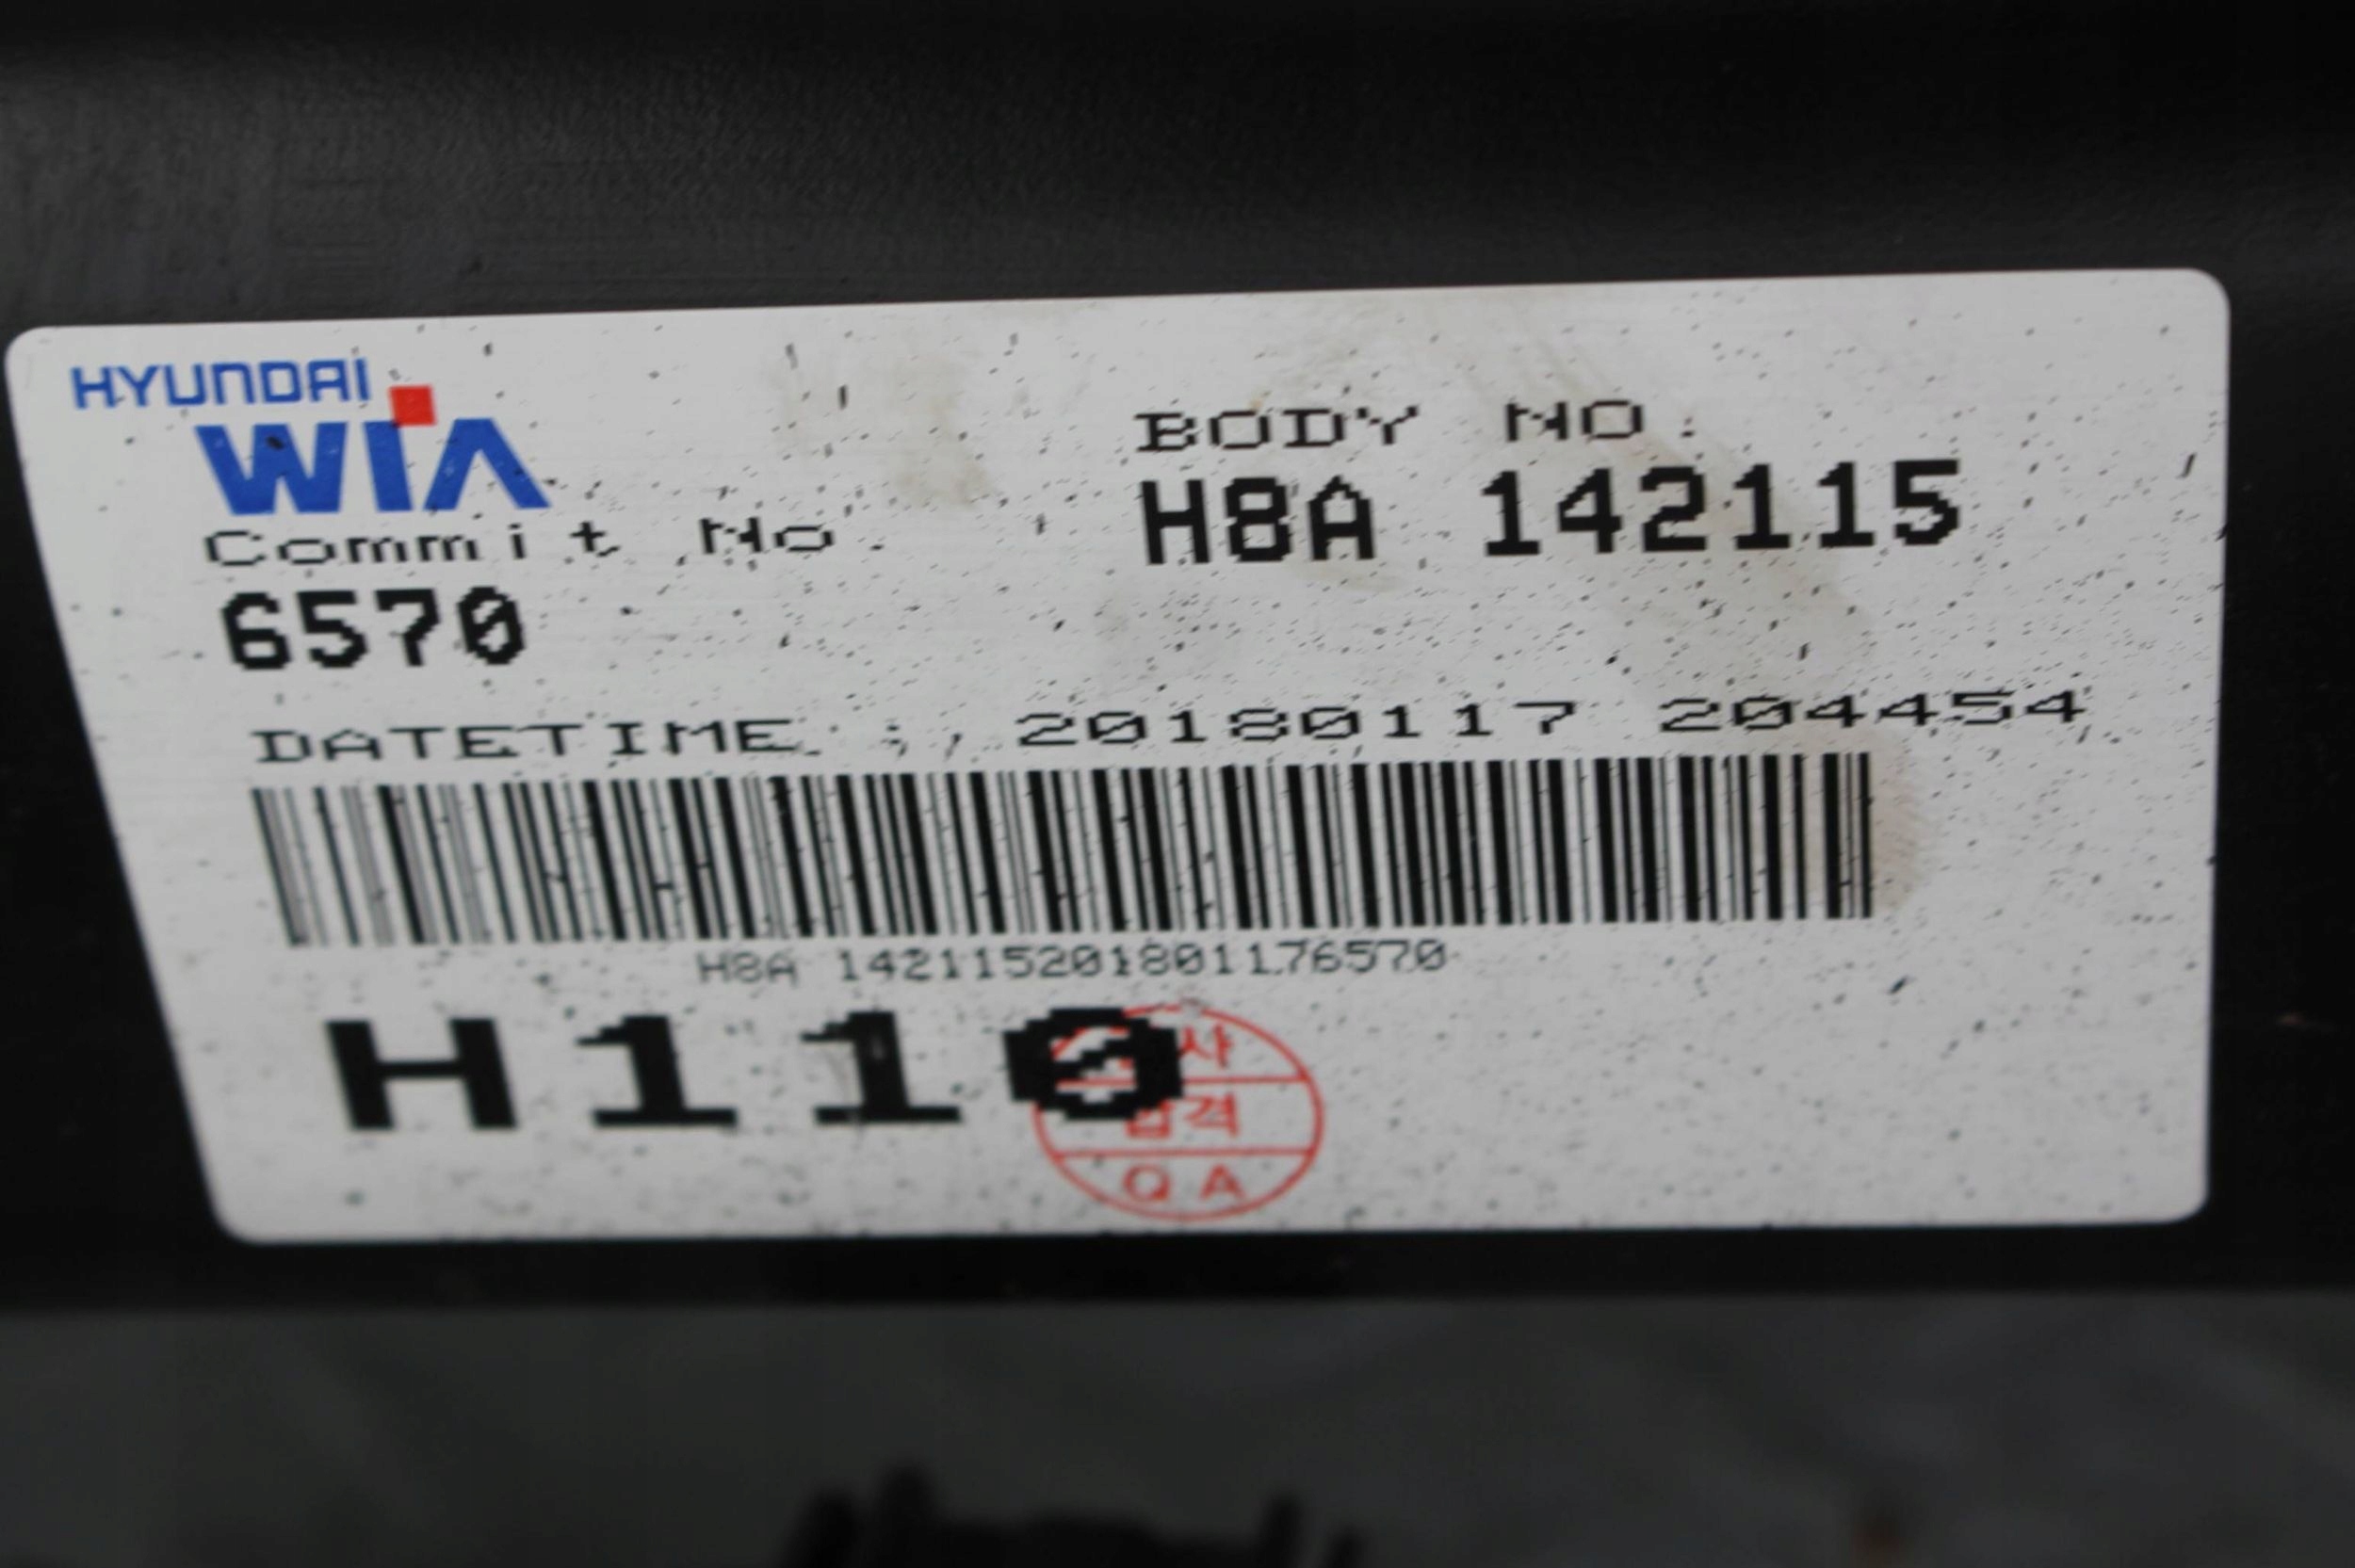 HYUNDAI
WIA
BODY NO.
H8A 142115
Commit No.
6570
DATETIME : 20180117 204454
H8A 142115201801176570
H110
검사
합격
QA